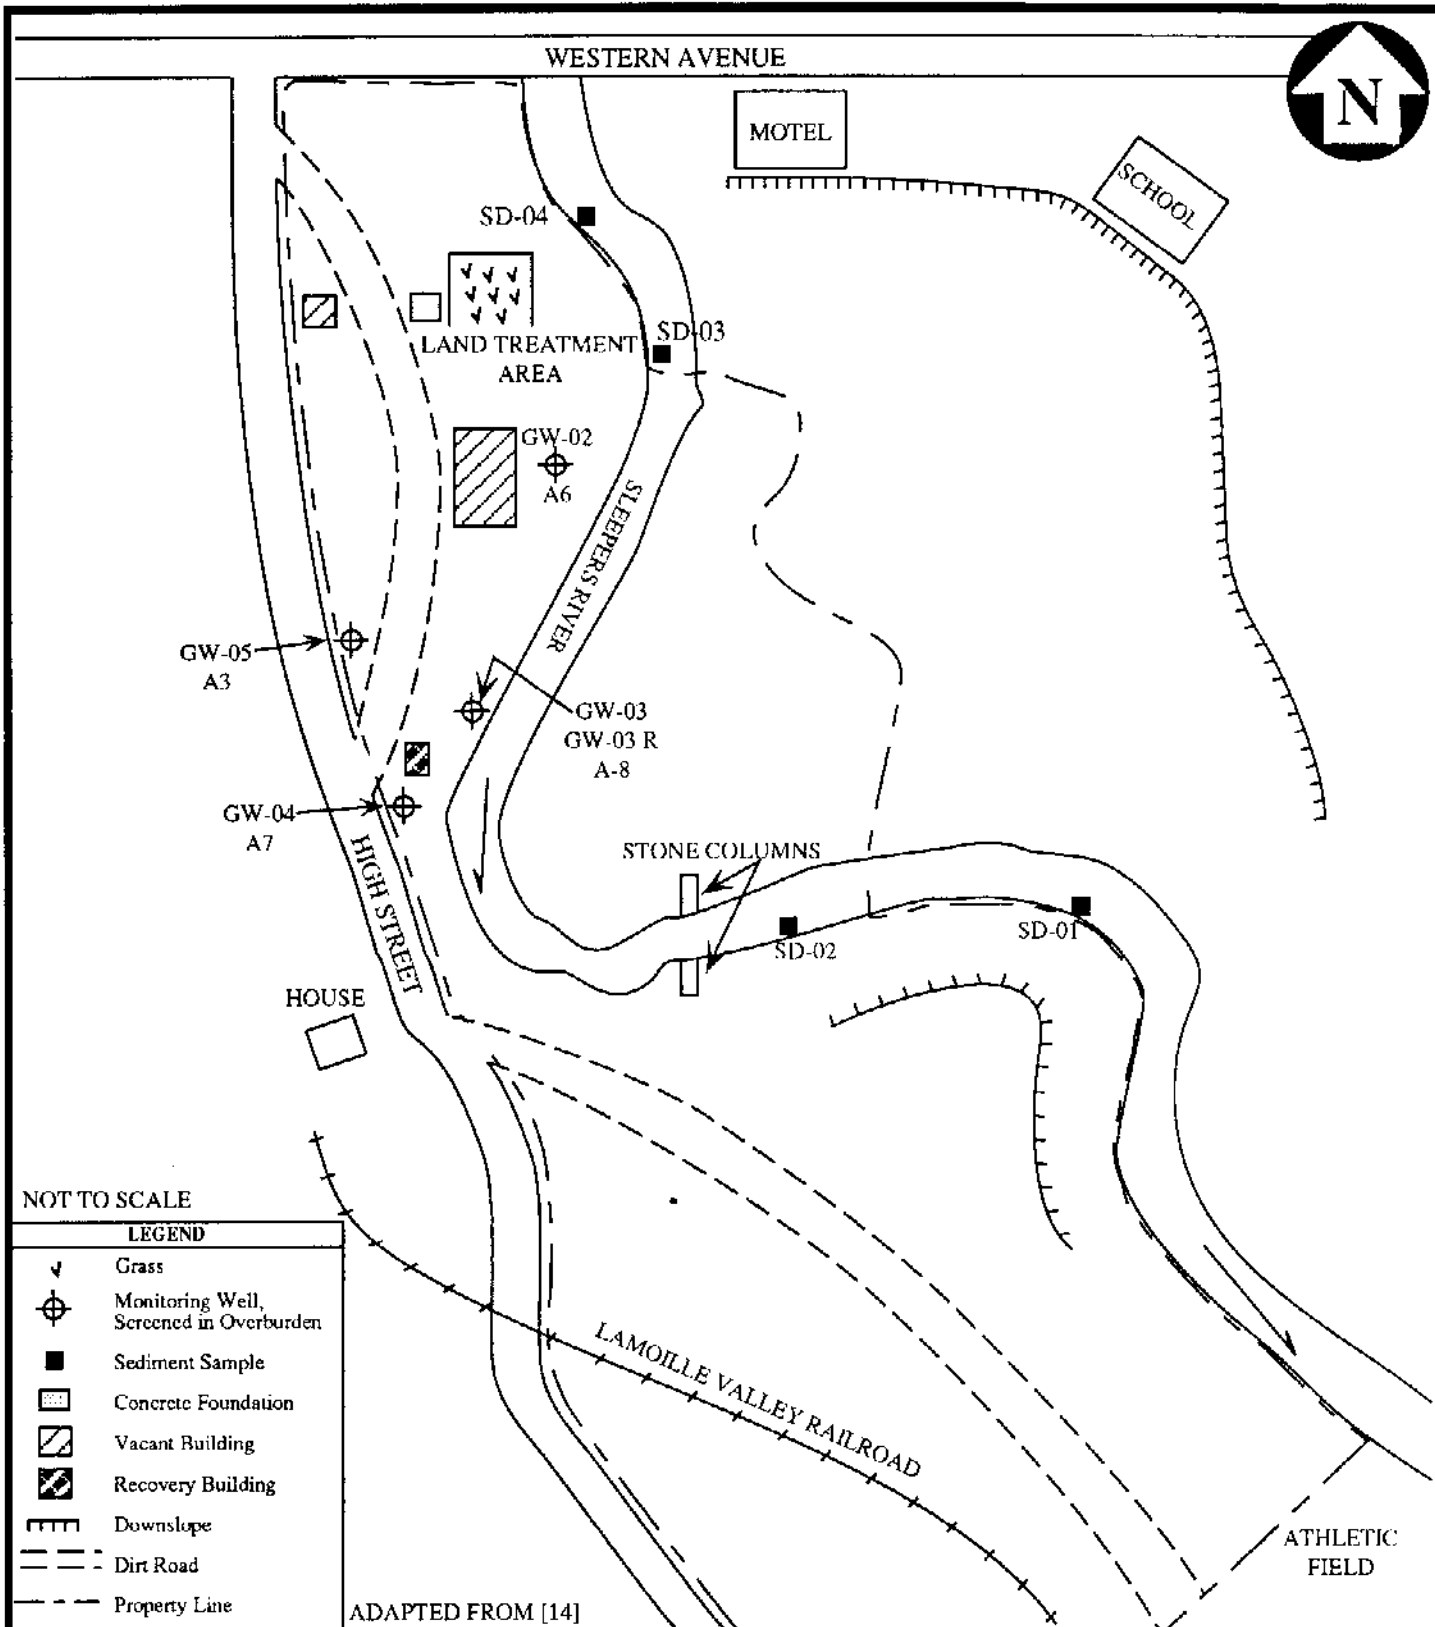 WESTERN AVENUE
N
MOTEL
SCHOOL
SD-04
SD-03
LAND TREATMENT
AREA
GW-02
A6
SLEEPERS RIVER
GW-05
A3
GW-03
GW-03 R
A-8
GW-04
A7
HIGH STREET
STONE COLUMNS
SD-02
SD-01
HOUSE
NOT TO SCALE
LEGEND
Grass
Monitoring Well,
Screened in Overburden
Sediment Sample
Concrete Foundation
Vacant Building
Recovery Building
Downslope
Dirt Road
Property Line
LAMOILLE VALLEY RAILROAD
ATHLETIC
FIELD
ADAPTED FROM [14]